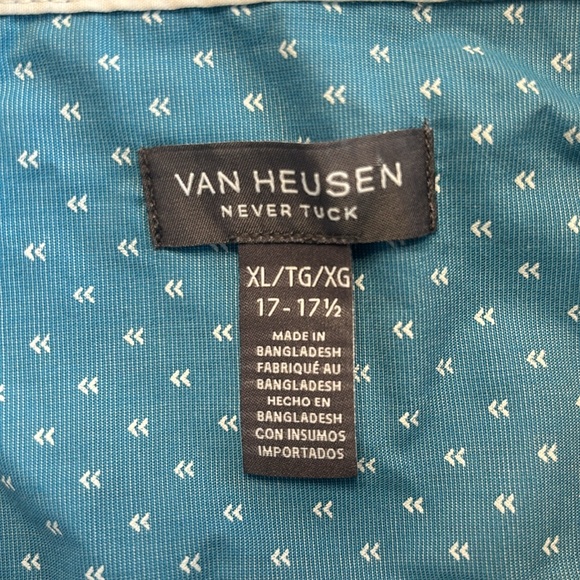 VAN HEUSEN
NEVER TUCK
XL/TG/XG
17-17½
MADE IN
BANGLADESH
FABRIQUÉ AU
BANGLADESH
HECHO EN
BANGLADESH
CON INSUMOS
IMPORTADOS